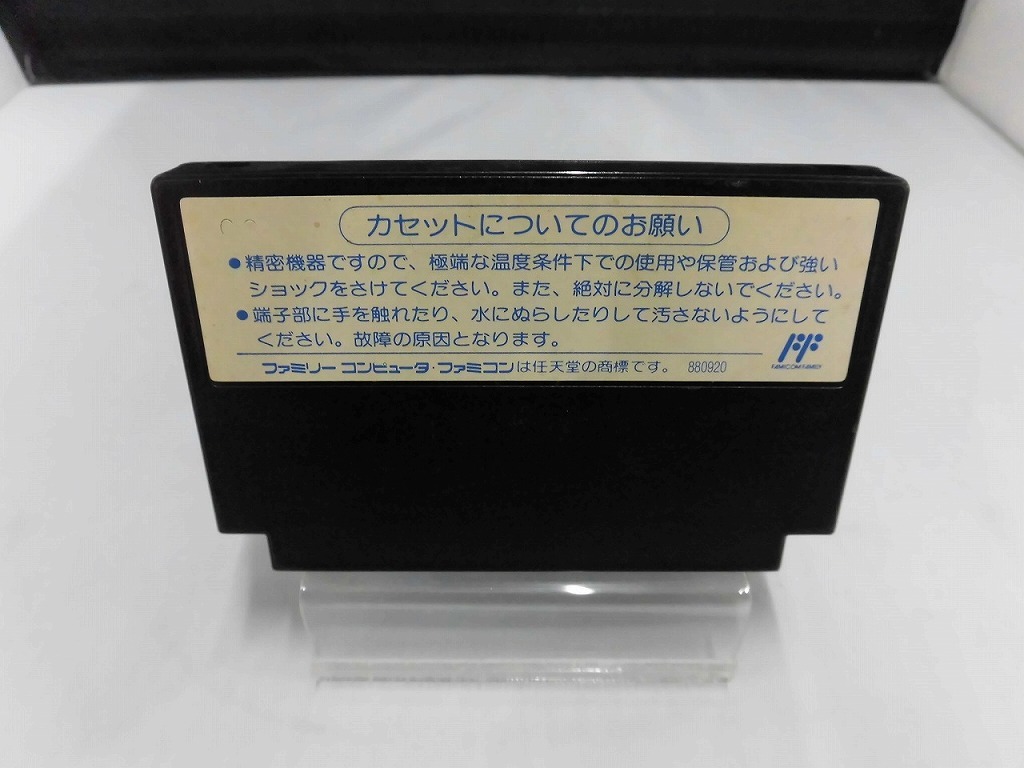 カセットについてのお願い
●精密機器ですので、極端な温度条件下での使用や保管および強い
ショックをさけてください。また、絶対に分解しないでください。
●端子部に手を触れたり、水にぬらしたりして汚さないようにして
ください。故障の原因となります。
ファミリー コンピュータ・ファミコンは任天堂の商標です。 880920
FAMICOM FAMILY